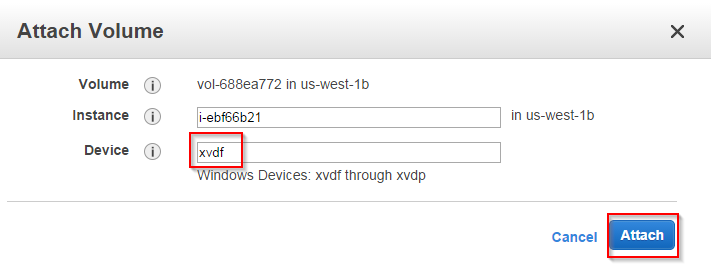 Attach Volume
Volume i vol-688ea772 in us-west-1b
Instance i i-ebf66b21 in us-west-1b
Device i xvdf
Windows Devices: xvdf through xvdp
Cancel Attach